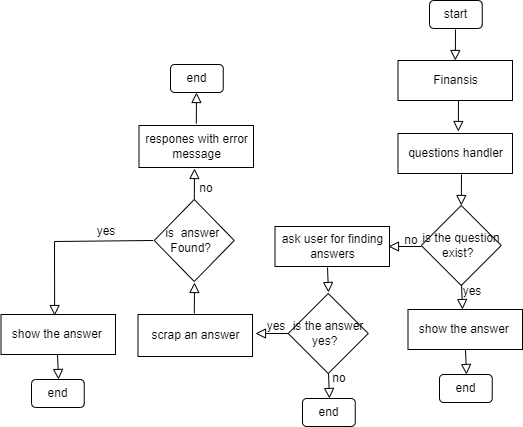 start
Finansis
questions handler
is the question
exist?
yes
show the answer
end
no
ask user for finding
answers
is the answer
yes?
no
end
yes
scrap an answer
is answer
Found?
no
respones with error
message
end
yes
show the answer
end